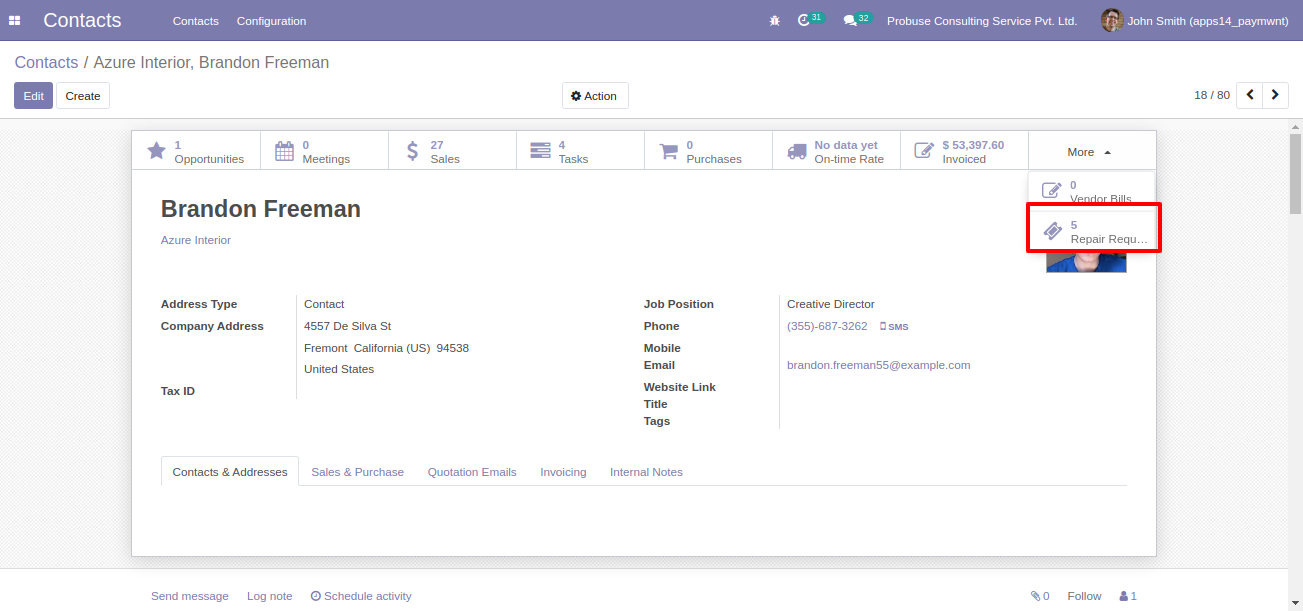 Contacts Contacts Configuration 31 32 Probuse Consulting Service Pvt. Ltd. John Smith (apps14_paymwnt)
Contacts / Azure Interior, Brandon Freeman
Edit Create Action 18 / 80
1 Opportunities
0 Meetings
27 Sales
4 Tasks
0 Purchases
No data yet On-time Rate
$ 53,397.60 Invoiced
More
0
Vendor Bills
5
Repair Requ…
Brandon Freeman
Azure Interior
Address Type Contact
Company Address 4557 De Silva St
Fremont California (US) 94538
United States
Tax ID
Job Position Creative Director
Phone (355)-687-3262 SMS
Mobile
Email brandon.freeman55@example.com
Website Link
Title
Tags
Contacts & Addresses Sales & Purchase Quotation Emails Invoicing Internal Notes
Send message Log note Schedule activity 0 Follow 1